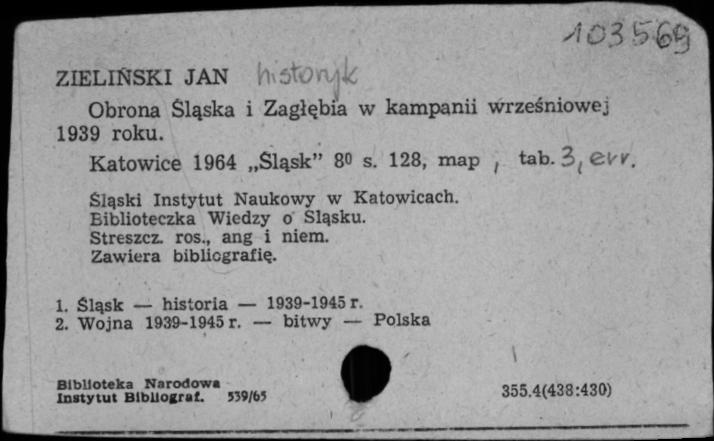 103569
ZIELIŃSKI JAN historyk
Obrona Śląska i Zagłębia w kampanii wrześniowej
1939 roku.
Katowice 1964 „Śląsk” 8⁰ s. 128, map , tab. 3, err.
Śląski Instytut Naukowy w Katowicach.
Biblioteczka Wiedzy o Śląsku.
Streszcz. ros., ang i niem.
Zawiera bibliografię.
1. Śląsk — historia — 1939-1945 r.
2. Wojna 1939-1945 r. — bitwy — Polska
Biblioteka Narodowa
Instytut Bibliograf. 539/65
355.4(438:430)